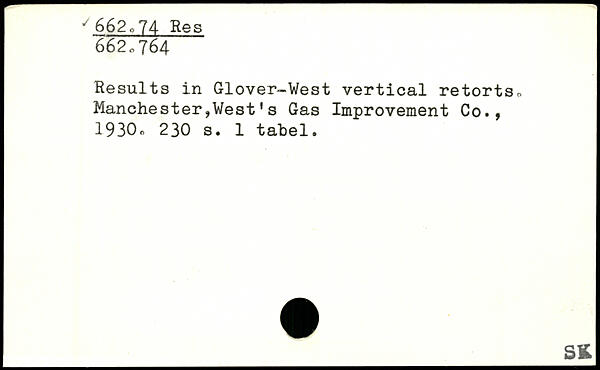 ✓ 662.74 Res
662.764
Results in Glover-West vertical retorts.
Manchester,West's Gas Improvement Co.,
1930. 230 s. 1 tabel.
SK